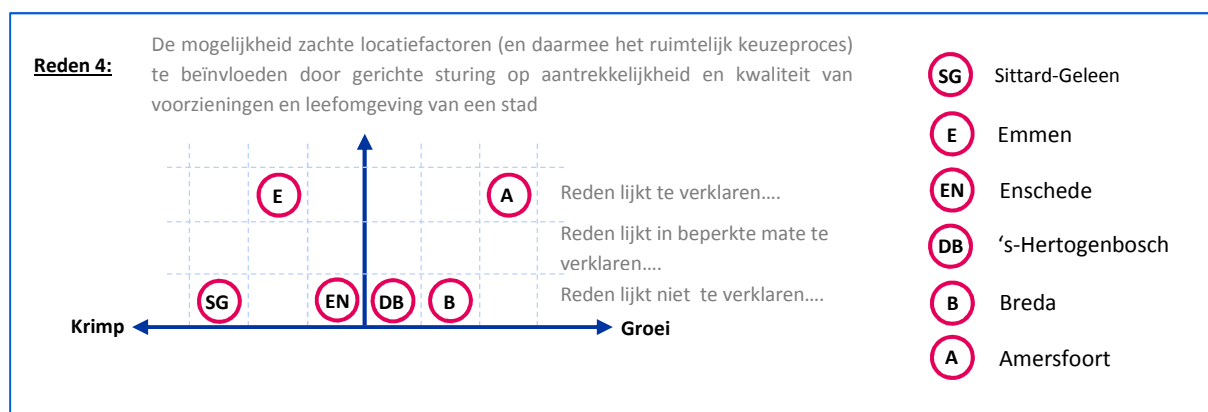 Reden 4:
De mogelijkheid zachte locatiefactoren (en daarmee het ruimtelijk keuzeproces)
te beïnvloeden door gerichte sturing op aantrekkelijkheid en kwaliteit van
voorzieningen en leefomgeving van een stad
E
A
Reden lijkt te verklaren....
Reden lijkt in beperkte mate te
verklaren....
SG
EN
DB
B
Reden lijkt niet te verklaren....
Krimp
Groei
SG Sittard-Geleen
E Emmen
EN Enschede
DB ‘s-Hertogenbosch
B Breda
A Amersfoort